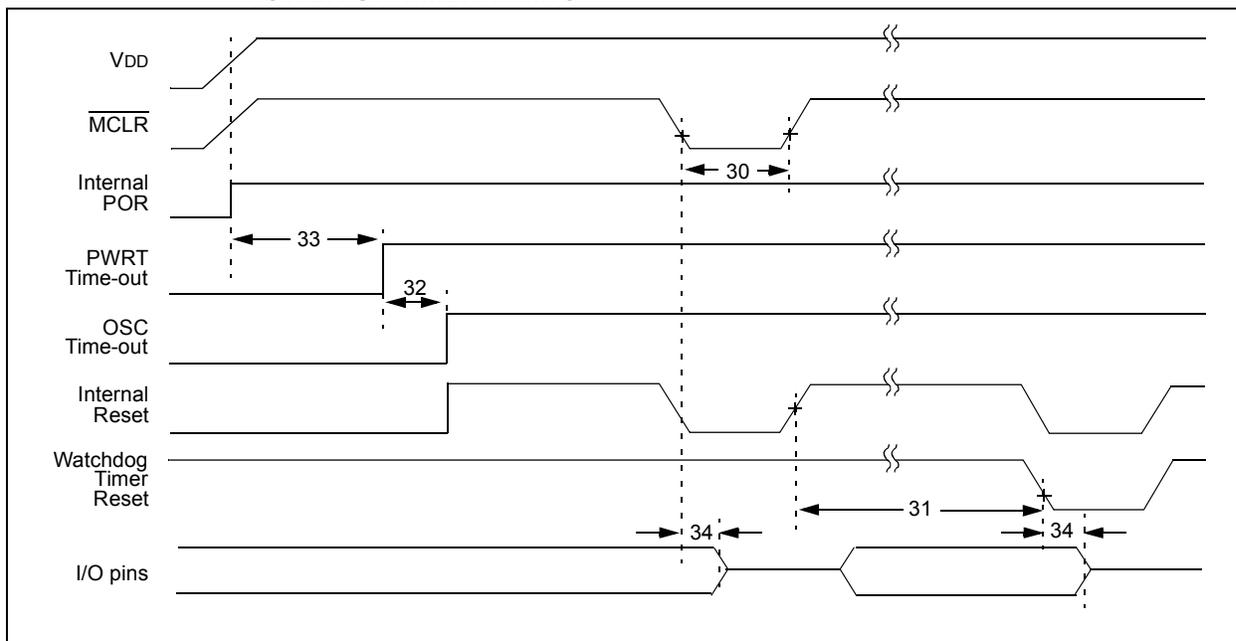 VDD
MCLR
Internal
POR
30
33
PWRT
Time-out
32
OSC
Time-out
Internal
Reset
Watchdog
Timer
Reset
31
34
34
I/O pins